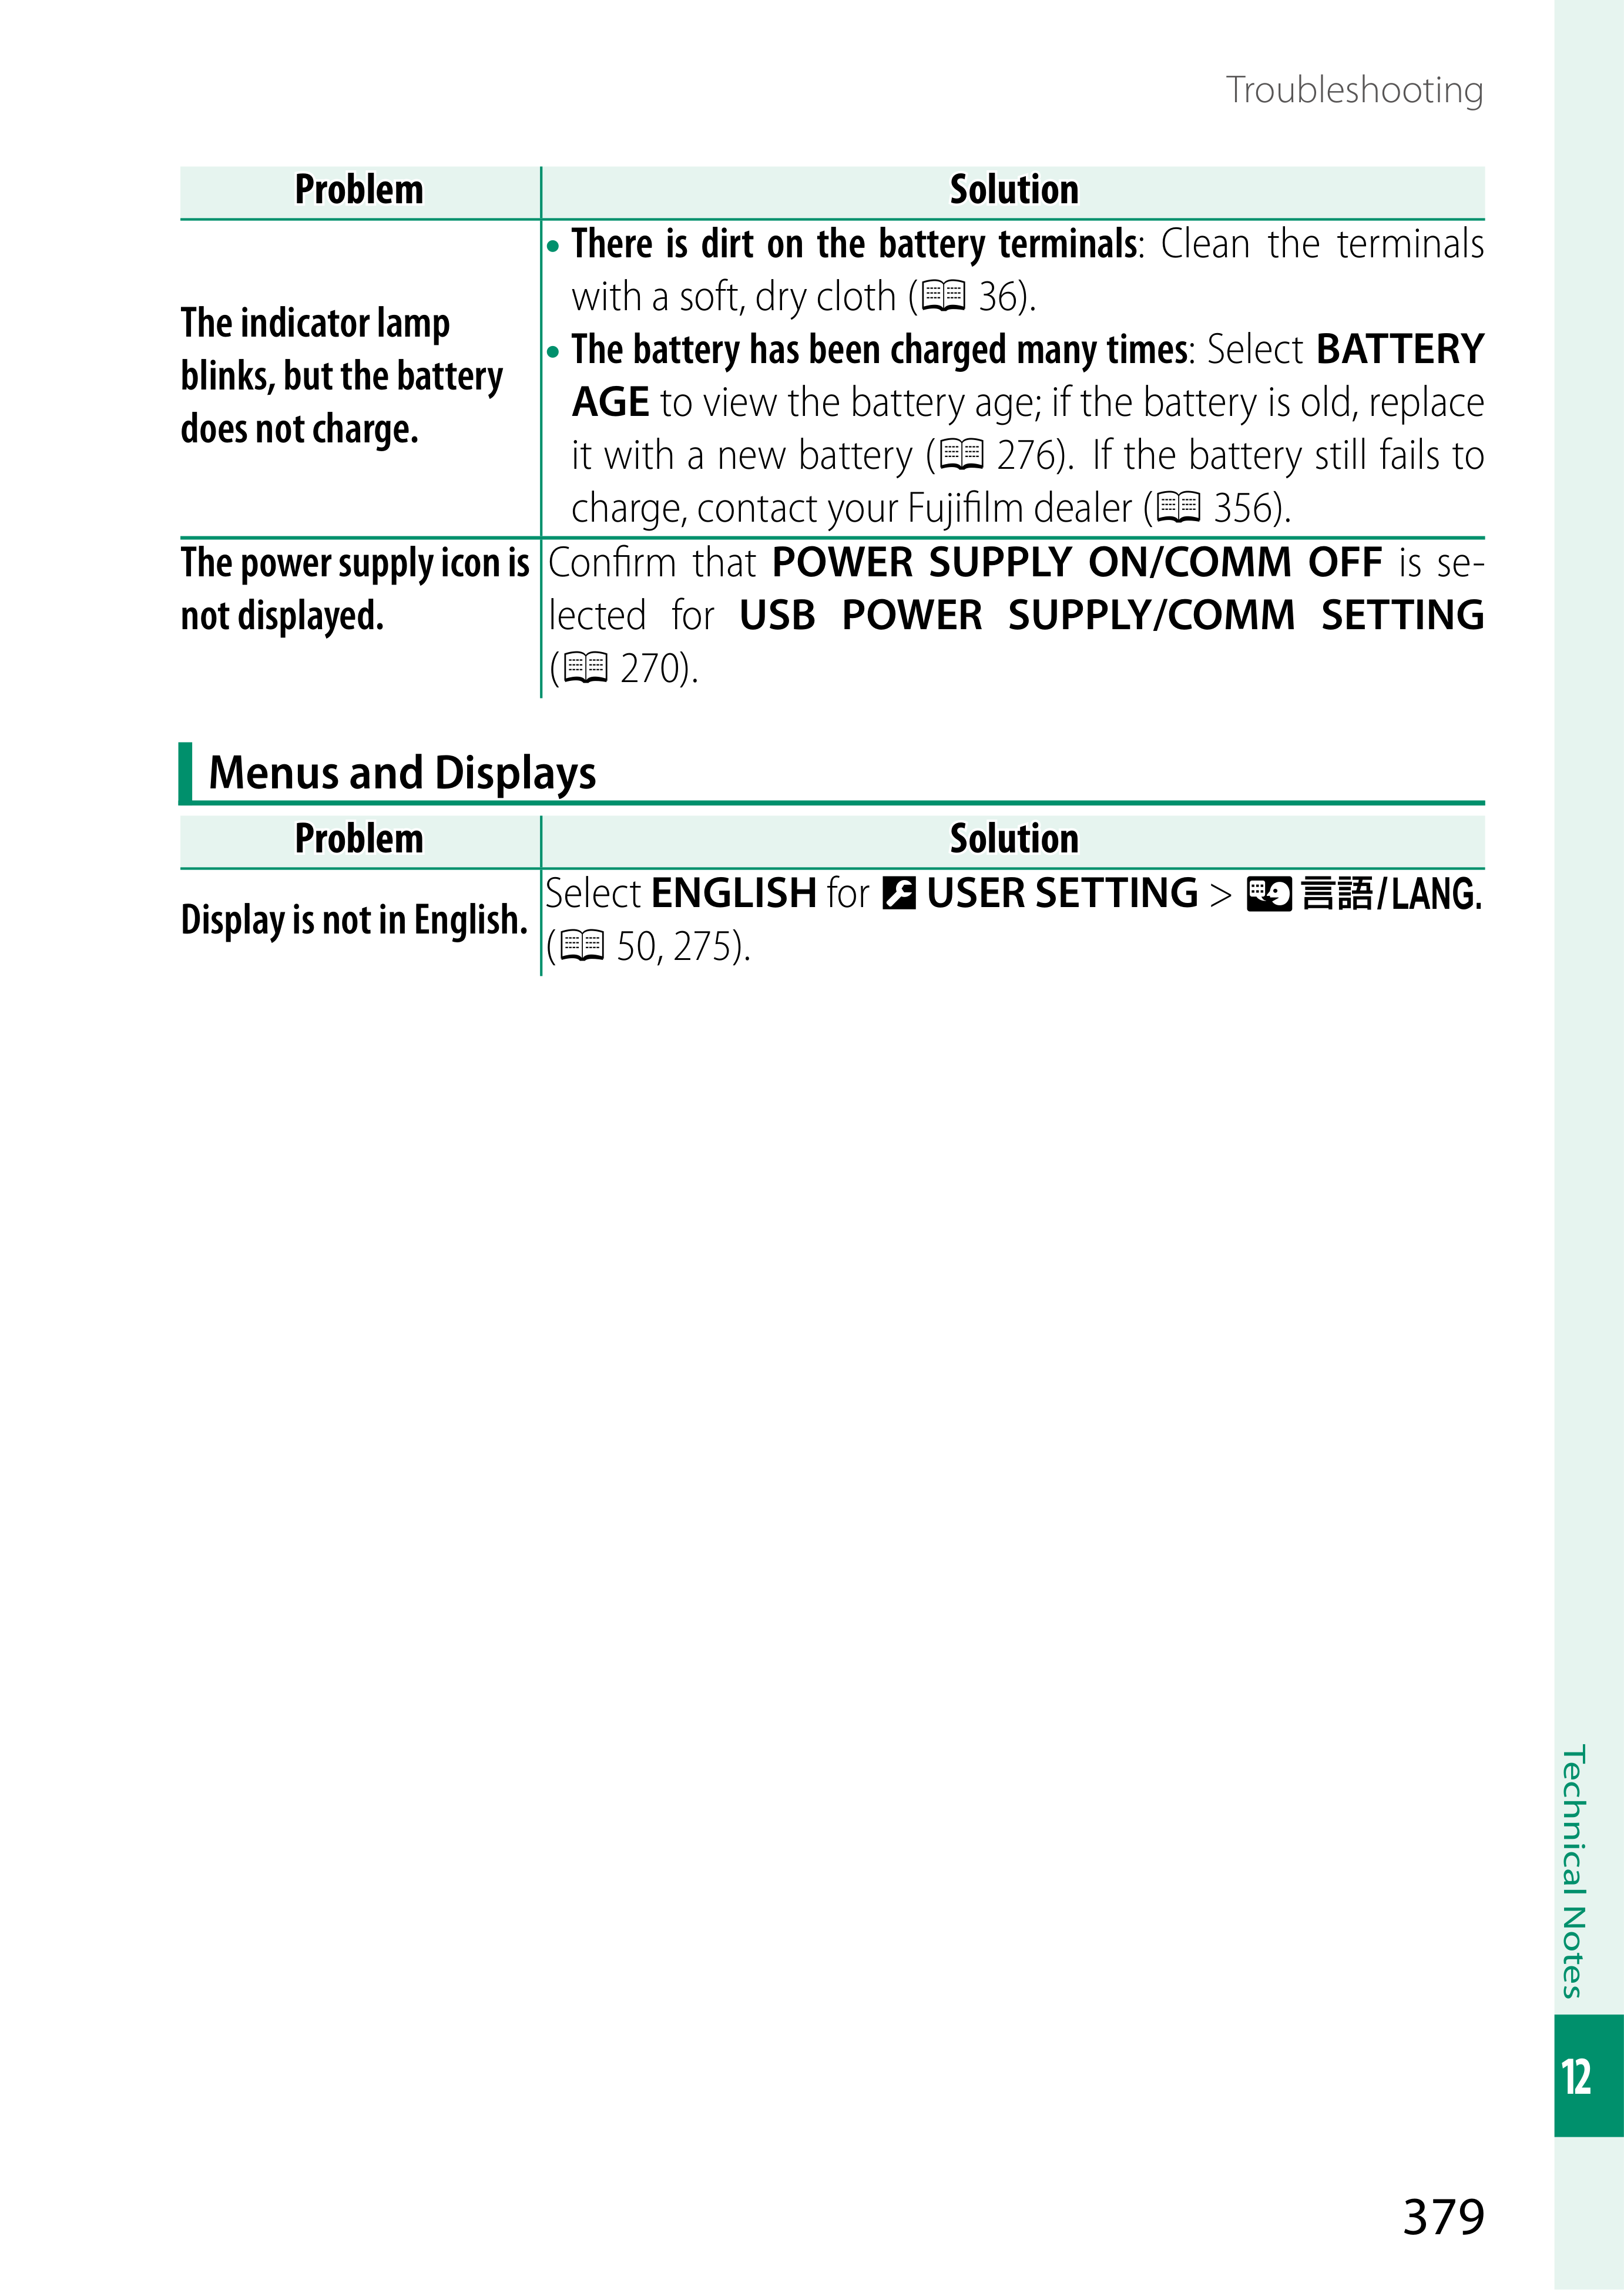 Troubleshooting
Problem
Solution
The indicator lamp
blinks, but the battery
does not charge.
• There is dirt on the battery terminals: Clean the terminals
with a soft, dry cloth (36).
• The battery has been charged many times: Select BATTERY
AGE to view the battery age; if the battery is old, replace
it with a new battery (276). If the battery still fails to
charge, contact your Fujifilm dealer (356).
The power supply icon is
not displayed.
Confirm that POWER SUPPLY ON/COMM OFF is se-
lected for USB POWER SUPPLY/COMM SETTING
(270).
Menus and Displays
Problem
Solution
Display is not in English.
Select ENGLISH for USER SETTING > 言語/LANG.
(50, 275).
Technical Notes
12
379